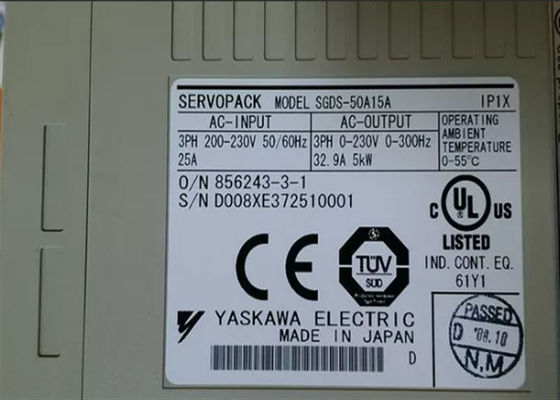 SERVOPACK MODEL SGDS-50A15A IP1X
AC-INPUT AC-OUTPUT OPERATING AMBIENT TEMPERATURE 0-55℃
3PH 200-230V 50/60Hz 3PH 0-230V 0-300Hz
25A 32.9A 5kW
O/N 856243-3-1
S/N D008XE372510001
C UL US
LISTED
IND. CONT. EQ.
61Y1
CE
TÜV
SÜD
YASKAWA ELECTRIC
MADE IN JAPAN
D
PASSED
D '08.10
N.M